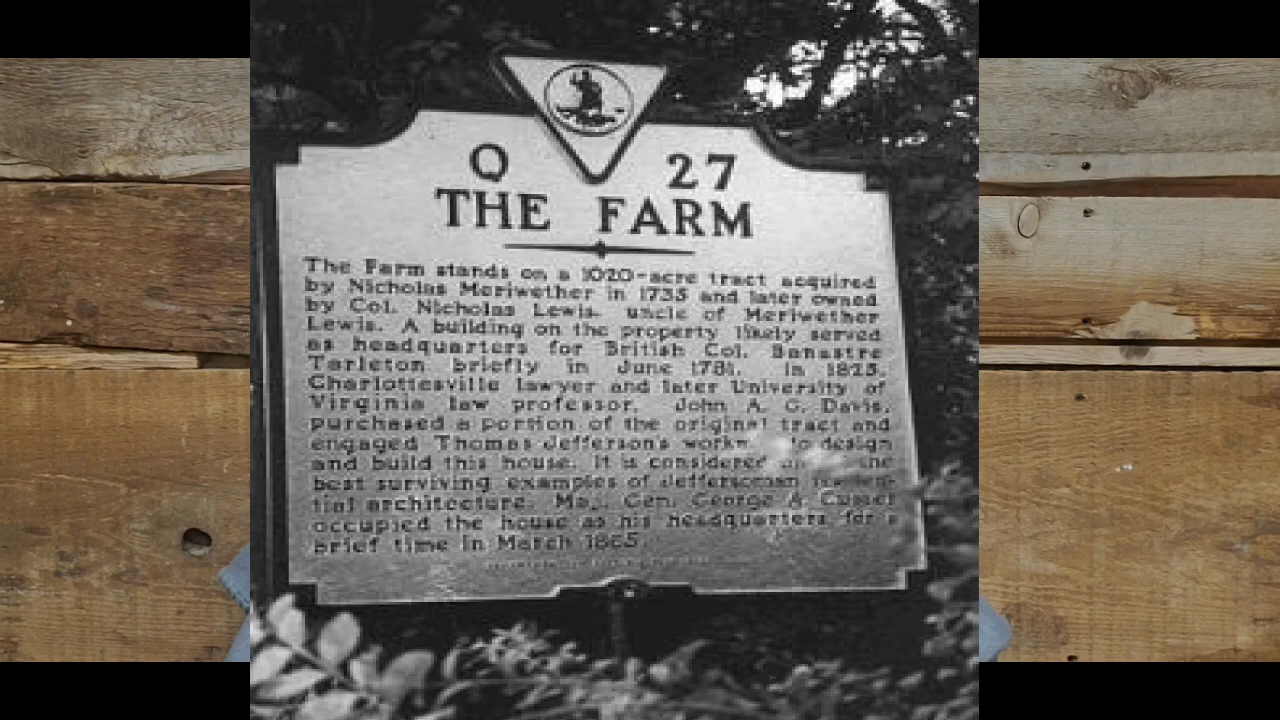 Q 27
THE FARM
The Farm stands on a 1020-acre tract acquired
by Nicholas Meriwether in 1735 and later owned
by Col. Nicholas Lewis, uncle of Meriwether
Lewis. A building on the property likely served
as headquarters for British Col. Banastre
Tarleton briefly in June 1781. In 1825,
Charlottesville lawyer and later University of
Virginia law professor, John A. G. Davis,
purchased a portion of the original tract and
engaged Thomas Jefferson's to design
and build this house. It is considered the
best surviving examples of Jeffersonian residen-
tial architecture. Maj. Gen. George A. Custer
occupied the house as his headquarters for a
brief time in March 1865.